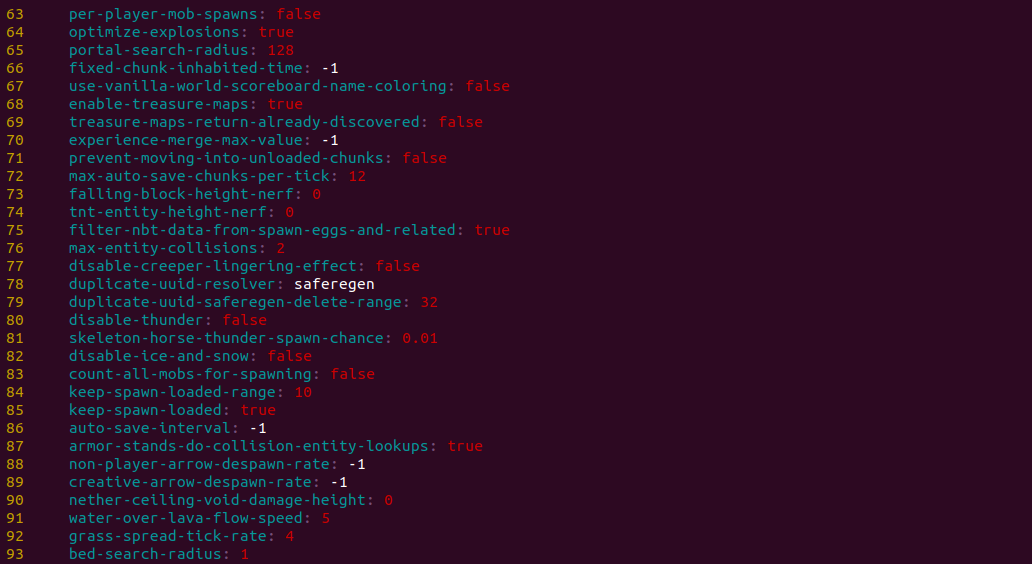 63     per-player-mob-spawns: false
64     optimize-explosions: true
65     portal-search-radius: 128
66     fixed-chunk-inhabited-time: -1
67     use-vanilla-world-scoreboard-name-coloring: false
68     enable-treasure-maps: true
69     treasure-maps-return-already-discovered: false
70     experience-merge-max-value: -1
71     prevent-moving-into-unloaded-chunks: false
72     max-auto-save-chunks-per-tick: 12
73     falling-block-height-nerf: 0
74     tnt-entity-height-nerf: 0
75     filter-nbt-data-from-spawn-eggs-and-related: true
76     max-entity-collisions: 2
77     disable-creeper-lingering-effect: false
78     duplicate-uuid-resolver: saferegen
79     duplicate-uuid-saferegen-delete-range: 32
80     disable-thunder: false
81     skeleton-horse-thunder-spawn-chance: 0.01
82     disable-ice-and-snow: false
83     count-all-mobs-for-spawning: false
84     keep-spawn-loaded-range: 10
85     keep-spawn-loaded: true
86     auto-save-interval: -1
87     armor-stands-do-collision-entity-lookups: true
88     non-player-arrow-despawn-rate: -1
89     creative-arrow-despawn-rate: -1
90     nether-ceiling-void-damage-height: 0
91     water-over-lava-flow-speed: 5
92     grass-spread-tick-rate: 4
93     bed-search-radius: 1